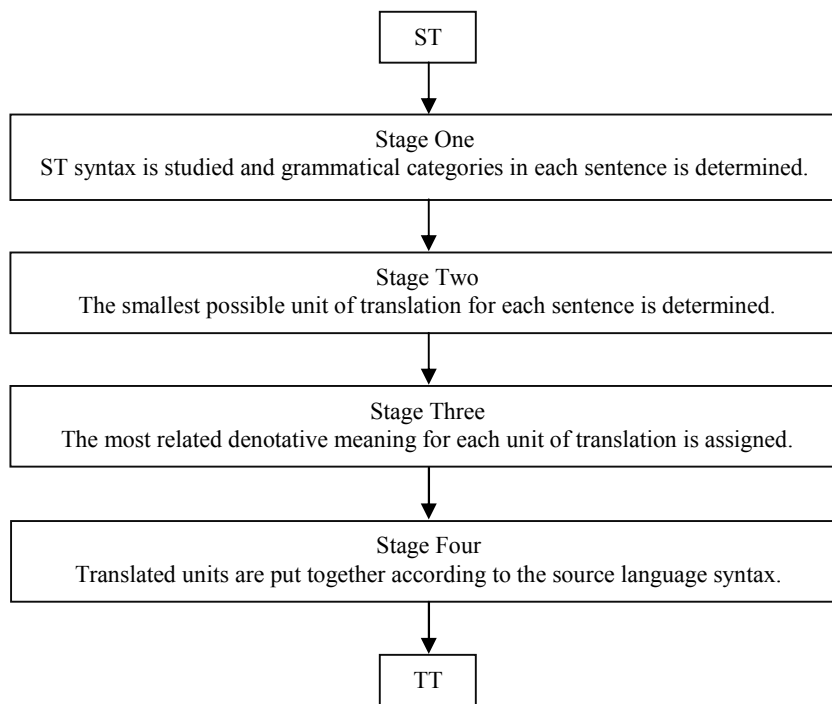 ST
Stage One
ST syntax is studied and grammatical categories in each sentence is determined.
Stage Two
The smallest possible unit of translation for each sentence is determined.
Stage Three
The most related denotative meaning for each unit of translation is assigned.
Stage Four
Translated units are put together according to the source language syntax.
TT